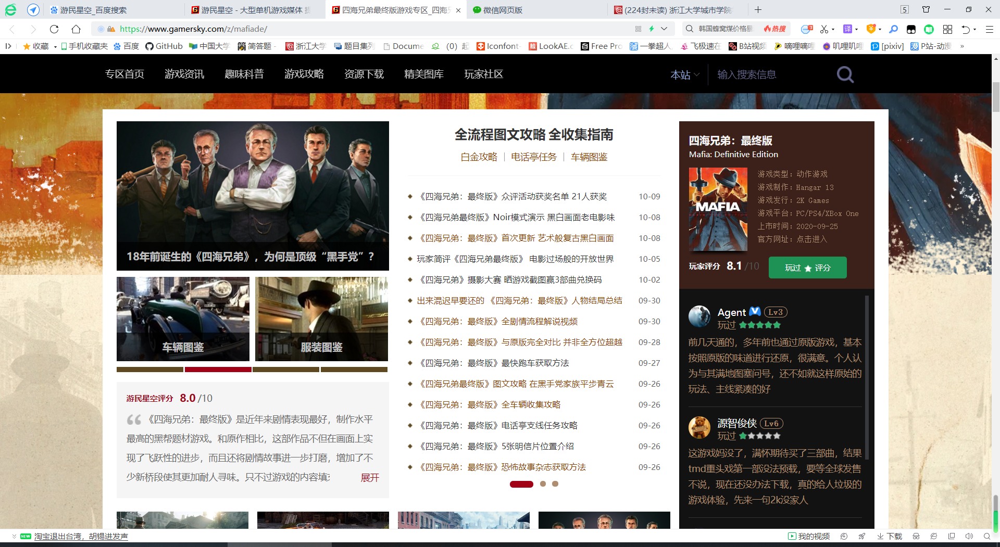 游民星空_百度搜索
游民星空 - 大型单机游戏媒体 提
四海兄弟最终版游戏专区_四海兄
微信网页版
(224封未读) 浙江大学城市学院
5
https://www.gamersky.com/z/mafiade/
韩国蜂窝煤价格暴
热搜
收藏
手机收藏夹
百度
GitHub
中国大学
简答题 -
浙江大学
题目集列
Docume
(0) 起
Iconfont-
LookAE.c
Free Pro
一拳超人
飞极速在
B站视频
嘀哩嘀哩
叽哩叽哩
[pixiv]
P站-动漫
专区首页
游戏资讯
趣味科普
游戏攻略
资源下载
精美图库
玩家社区
本站
输入搜索信息
18年前诞生的《四海兄弟》，为何是顶级“黑手党”？
车辆图鉴
服装图鉴
游民星空评分 8.0 /10
《四海兄弟：最终版》是近年来剧情表现最好，制作水平
最高的黑帮题材游戏。和原作相比，这部作品不但在画面上实
现了飞跃性的进步，而且还将剧情故事进一步打磨，增加了不
少新桥段使其更加耐人寻味。只不过游戏的内容填充
展开
全流程图文攻略 全收集指南
白金攻略 | 电话亭任务 | 车辆图鉴
《四海兄弟：最终版》众评活动获奖名单 21人获奖 10-09
《四海兄弟最终版》Noir模式演示 黑白画面老电影味 10-08
《四海兄弟：最终版》首次更新 艺术般复古黑白画面 10-08
玩家简评《四海兄弟最终版》 电影过场般的开放世界 10-05
《四海兄弟》摄影大赛 晒游戏截图赢3部曲兑换码 10-02
出来混迟早要还的 《四海兄弟：最终版》人物结局总结 09-30
《四海兄弟：最终版》全剧情流程解说视频 09-30
《四海兄弟：最终版》与原版完全对比 并非全方位超越 09-28
《四海兄弟：最终版》最快跑车获取方法 09-27
《四海兄弟最终版》图文攻略 在黑手党家族平步青云 09-26
《四海兄弟：最终版》全车辆收集攻略 09-26
《四海兄弟：最终版》电话亭支线任务攻略 09-26
《四海兄弟：最终版》5张明信片位置介绍 09-26
《四海兄弟：最终版》恐怖故事杂志获取方法 09-26
四海兄弟：最终版
Mafia: Definitive Edition
MAFIA
游戏类型：动作游戏
游戏制作：Hangar 13
游戏发行：2K Games
游戏平台：PC/PS4/XBox One
上市时间：2020-09-25
官方网址：点击进入
玩家评分 8.1 /10
玩过 ★ 评分
Agent Lv3
玩过 ★★★★★
前几天通的，多年前也通过原版游戏，基本
按照原版的味道进行还原，很满意。个人认
为与其满地图塞问号，还不如就这样原始的
玩法、主线紧凑的好
源智俊侠 Lv6
玩过 ★★★★★
这游戏妈没了，满怀期待买了三部曲，结果
tmd重头戏第一部没法预载，要等全球发售
不说，现在还没办法下载，真的给人垃圾的
游戏体验，先来一句2k没家人
NEW 淘宝退出台湾，胡锡进发声
我的视频
下载